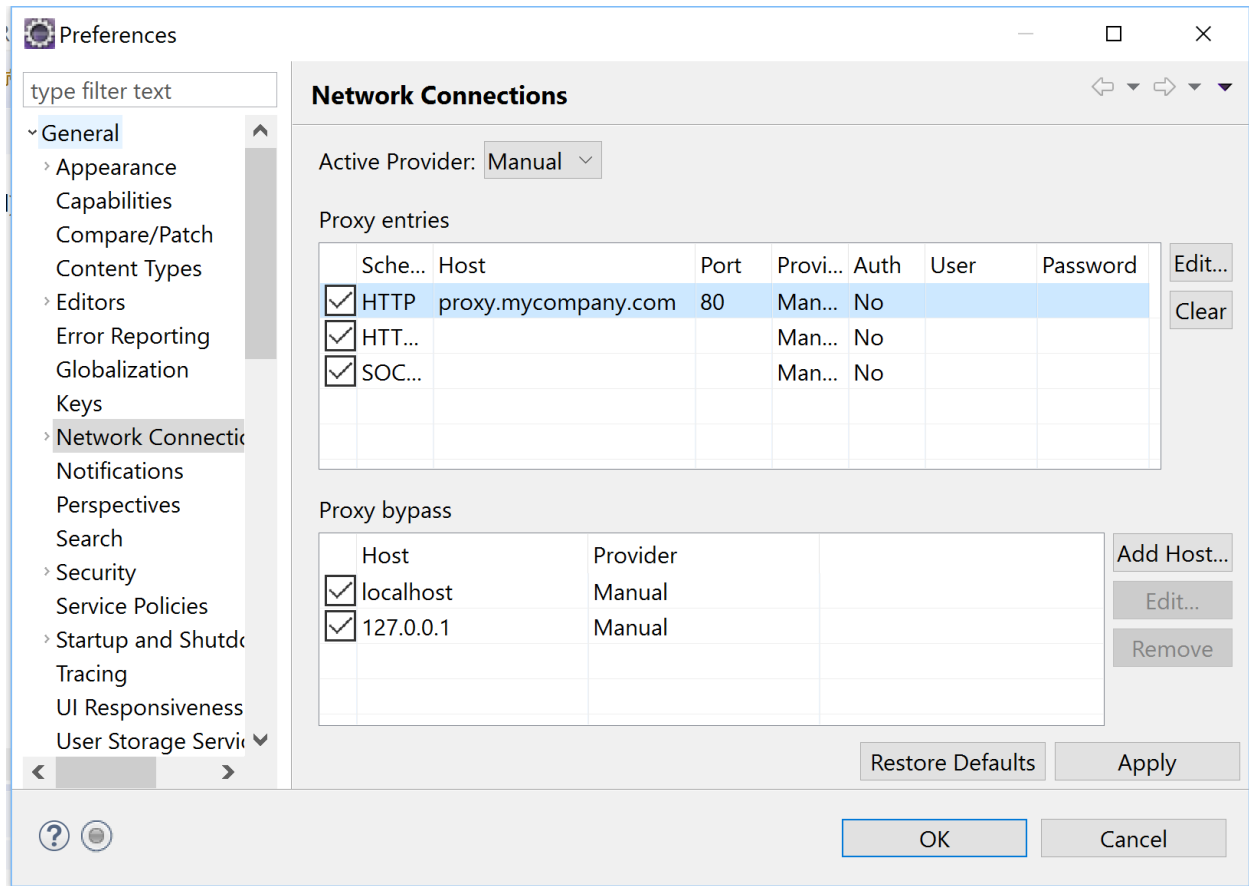 Preferences
type filter text
General
Appearance
Capabilities
Compare/Patch
Content Types
Editors
Error Reporting
Globalization
Keys
Network Connectio
Notifications
Perspectives
Search
Security
Service Policies
Startup and Shutdo
Tracing
UI Responsiveness
User Storage Servi
Network Connections
Active Provider: Manual
Proxy entries
Sche... Host Port Provi... Auth User Password
HTTP proxy.mycompany.com 80 Man... No
HTT... Man... No
SOC... Man... No
Edit...
Clear
Proxy bypass
Host Provider
localhost Manual
127.0.0.1 Manual
Add Host...
Edit...
Remove
Restore Defaults Apply
? OK Cancel